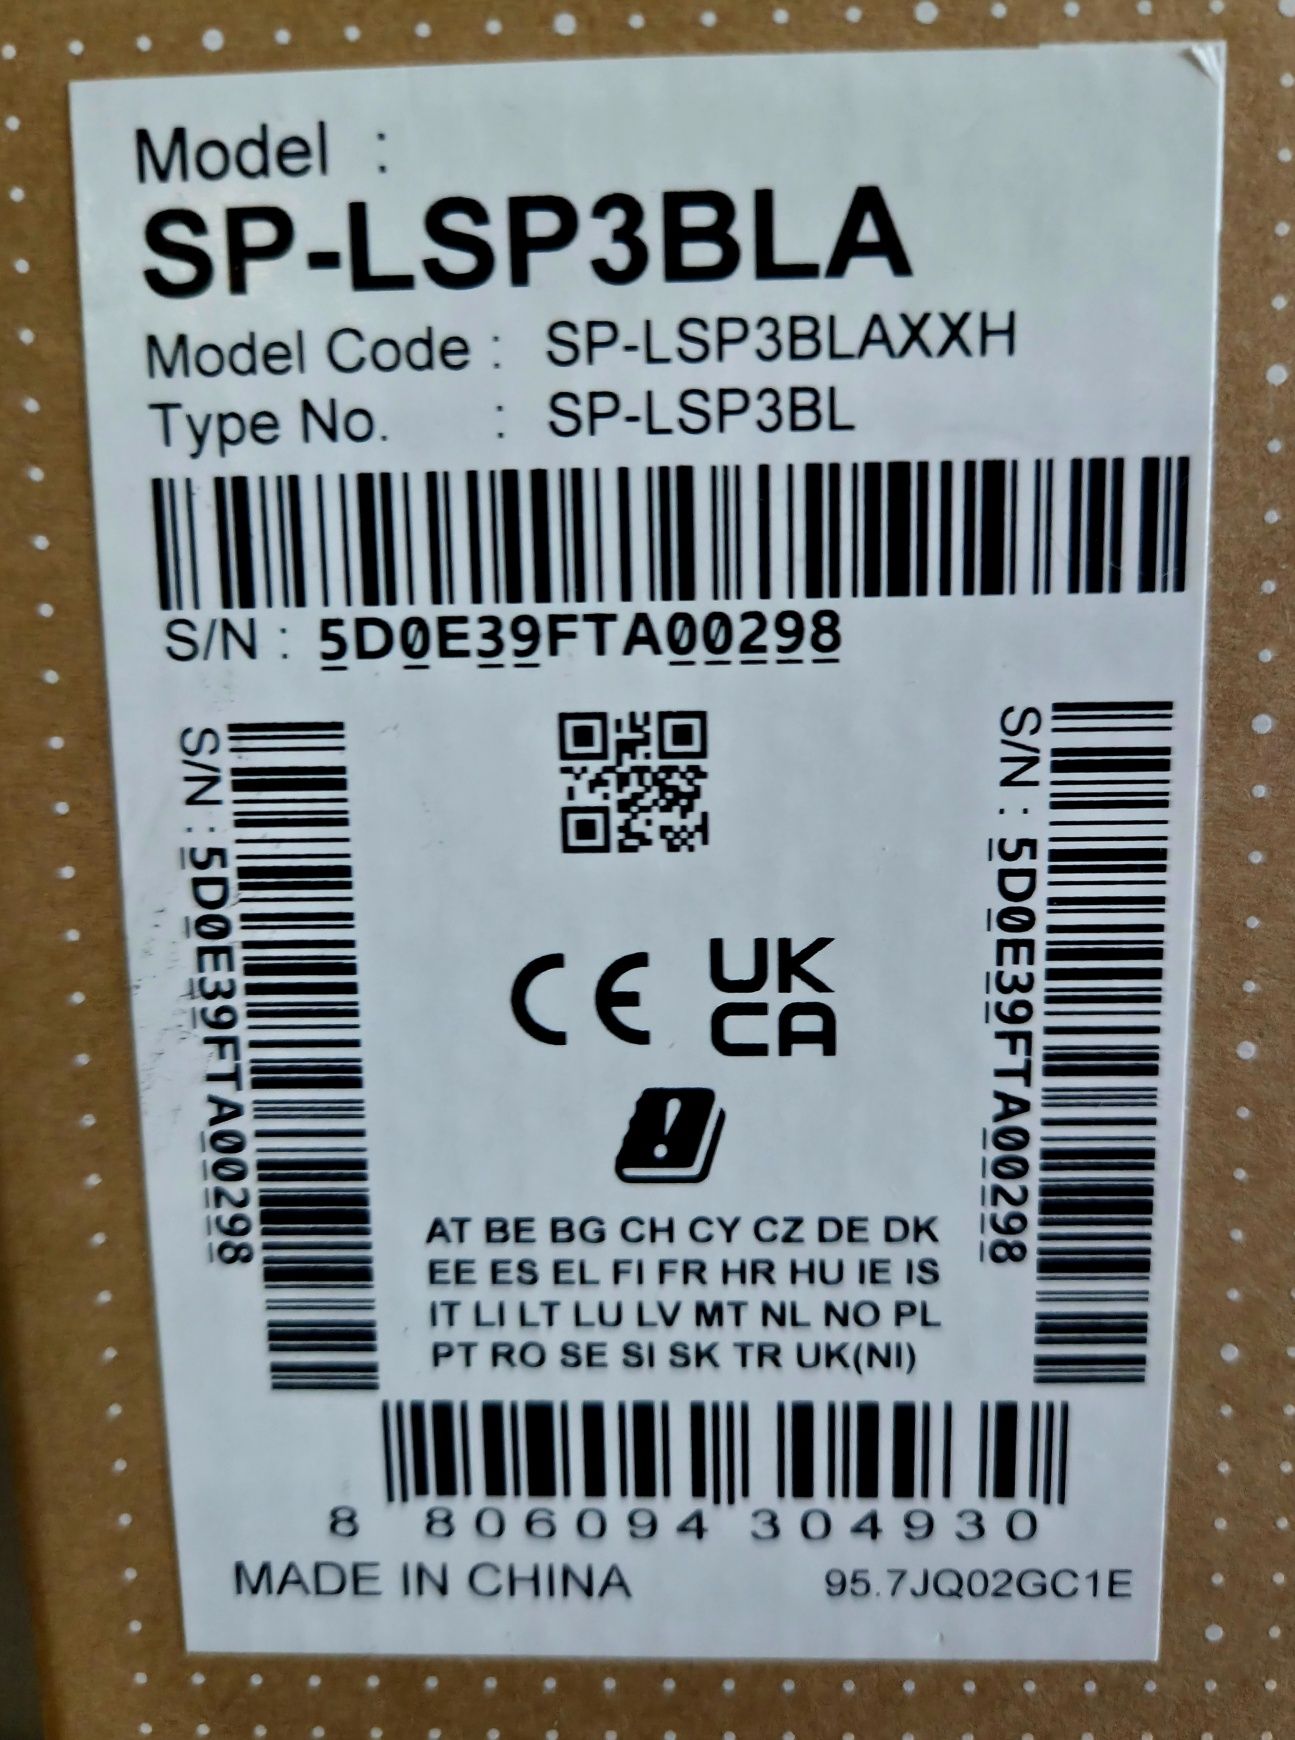 Model :
SP-LSP3BLA
Model Code : SP-LSP3BLAXXH
Type No. : SP-LSP3BL
S/N : 5D0E39FTA00298
S/N : 5D0E39FTA00298
S/N : 5D0E39FTA00298
CE
UK
CA
AT BE BG CH CY CZ DE DK
EE ES EL FI FR HR HU IE IS
IT LI LT LU LV MT NL NO PL
PT RO SE SI SK TR UK(NI)
8 806094 304930
MADE IN CHINA 95.7JQ02GC1E